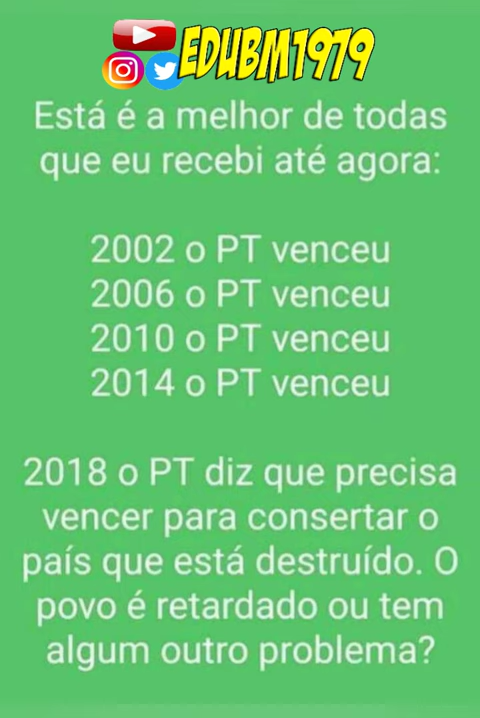 EDUBM1979
Está é a melhor de todas
que eu recebi até agora:
2002 o PT venceu
2006 o PT venceu
2010 o PT venceu
2014 o PT venceu
2018 o PT diz que precisa
vencer para consertar o
país que está destruído. O
povo é retardado ou tem
algum outro problema?